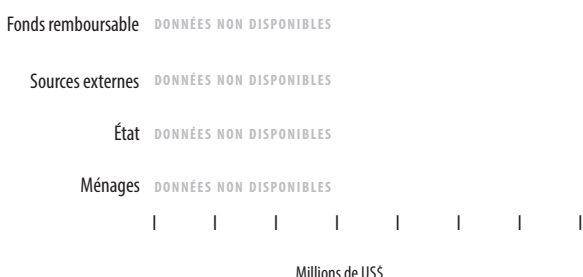 Fonds remboursable DONNÉES NON DISPONIBLES
Sources externes DONNÉES NON DISPONIBLES
État DONNÉES NON DISPONIBLES
Ménages DONNÉES NON DISPONIBLES
Millions de US$